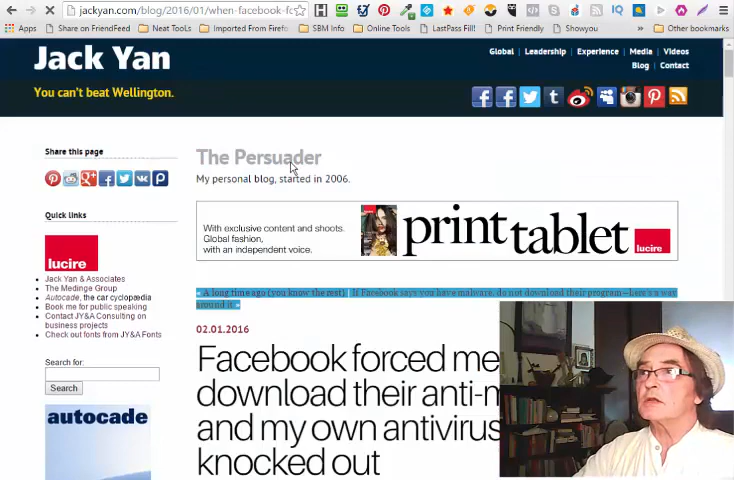 jackyan.com/blog/2016/01/when-facebook-fo
Apps Share on FriendFeed Neat Tools Imported From Firefo SBM Info Online Tools LastPass Fill! Print Friendly Showyou » Other bookmarks
Jack Yan
Global | Leadership | Experience | Media | Videos
Blog | Contact
You can't beat Wellington.
Share this page
The Persuader
My personal blog, started in 2006.
Quick links
lucire
With exclusive content and shoots.
Global fashion,
with an independent voice.
print tablet
lucire
Jack Yan & Associates
The Medinge Group
Autocade, the car cyclopædia
Book me for public speaking
Contact JY&A Consulting on
business projects
Check out fonts from JY&A Fonts
« A long time ago (you know the rest) | If Facebook says you have malware, do not download their program—here's a way
around it »
02.01.2016
Facebook forced me
download their anti-m
and my own antivirus
knocked out
Search for:
Search
autocade